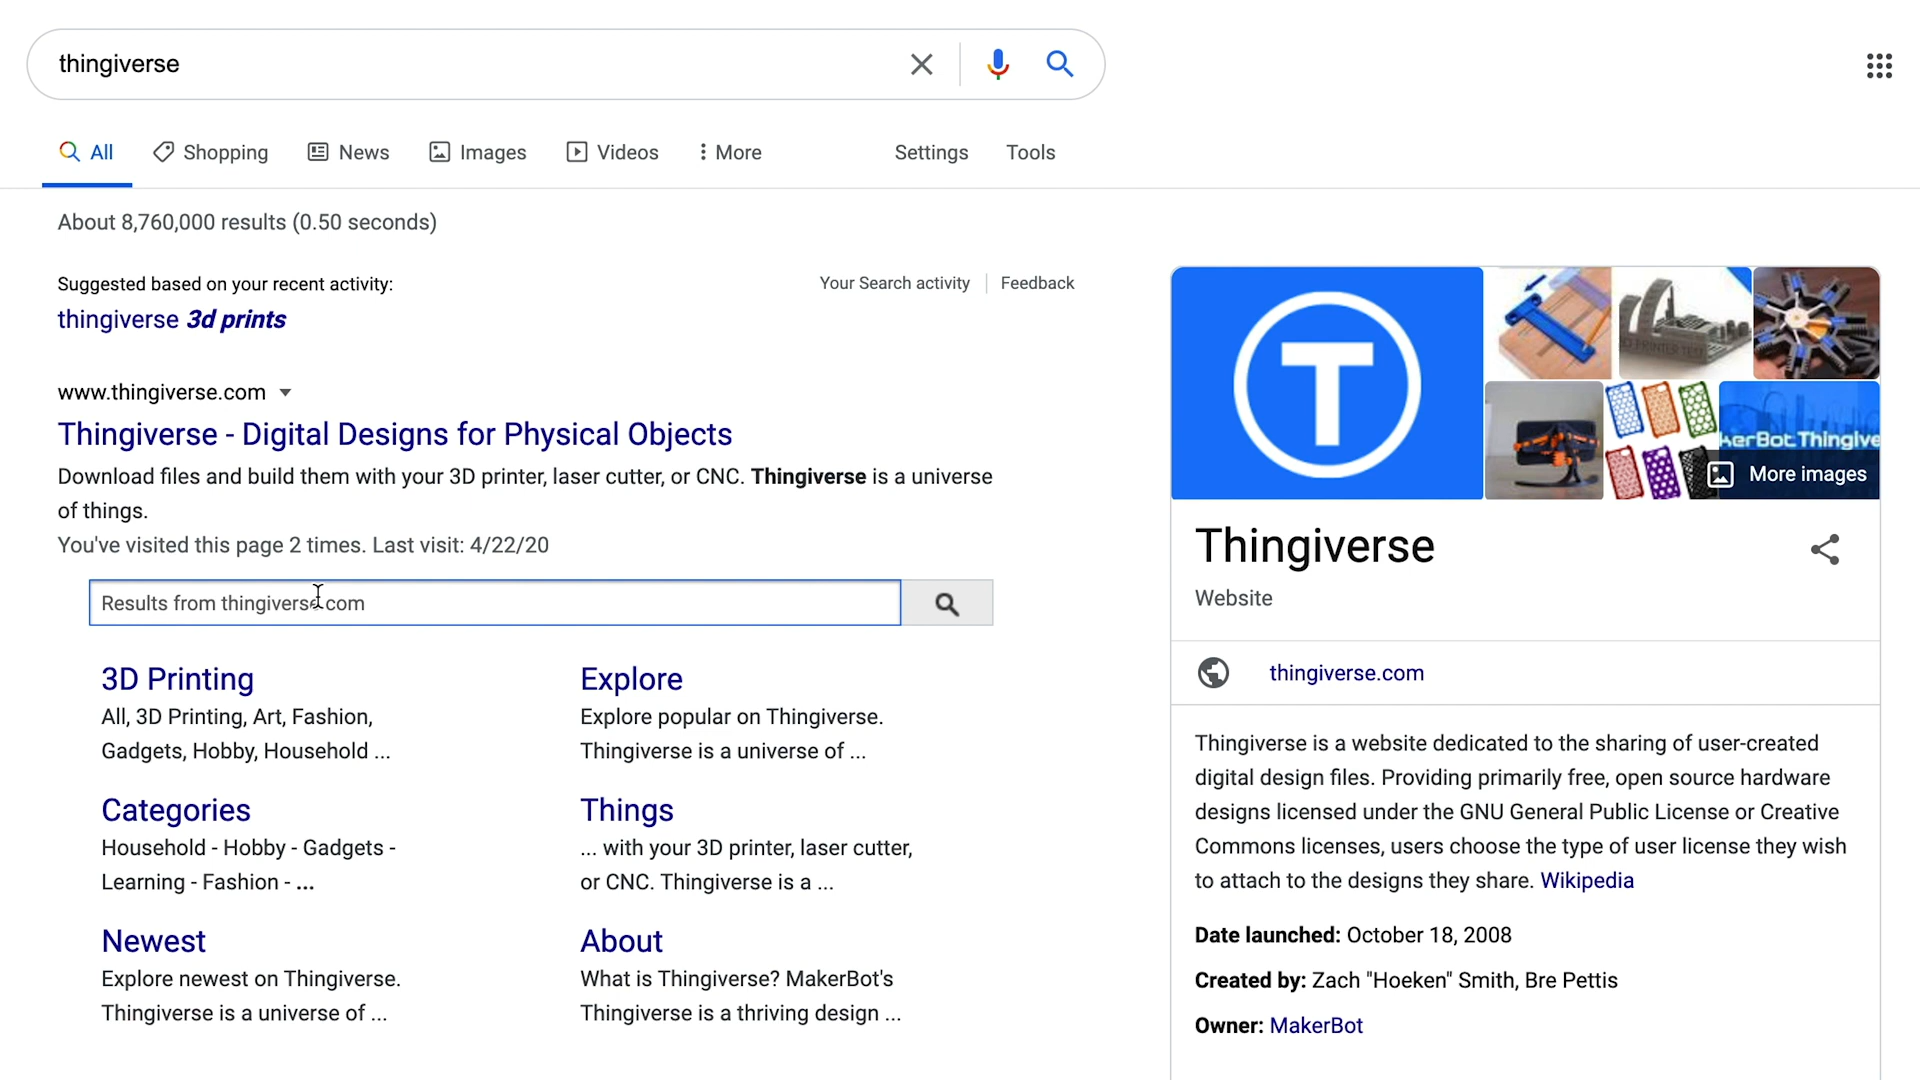 thingiverse
All
Shopping
News
Images
Videos
More
Settings
Tools
About 8,760,000 results (0.50 seconds)
Suggested based on your recent activity:
Your Search activity
Feedback
thingiverse 3d prints
www.thingiverse.com
Thingiverse - Digital Designs for Physical Objects
Download files and build them with your 3D printer, laser cutter, or CNC. Thingiverse is a universe
of things.
You've visited this page 2 times. Last visit: 4/22/20
Results from thingiverse.com
3D Printing
All, 3D Printing, Art, Fashion,
Gadgets, Hobby, Household ...
Explore
Explore popular on Thingiverse.
Thingiverse is a universe of ...
Categories
Household - Hobby - Gadgets -
Learning - Fashion - ...
Things
... with your 3D printer, laser cutter,
or CNC. Thingiverse is a ...
Newest
Explore newest on Thingiverse.
Thingiverse is a universe of ...
About
What is Thingiverse? MakerBot's
Thingiverse is a thriving design ...
T
kerBot Thingive
More images
Thingiverse
Website
thingiverse.com
Thingiverse is a website dedicated to the sharing of user-created
digital design files. Providing primarily free, open source hardware
designs licensed under the GNU General Public License or Creative
Commons licenses, users choose the type of user license they wish
to attach to the designs they share. Wikipedia
Date launched: October 18, 2008
Created by: Zach "Hoeken" Smith, Bre Pettis
Owner: MakerBot